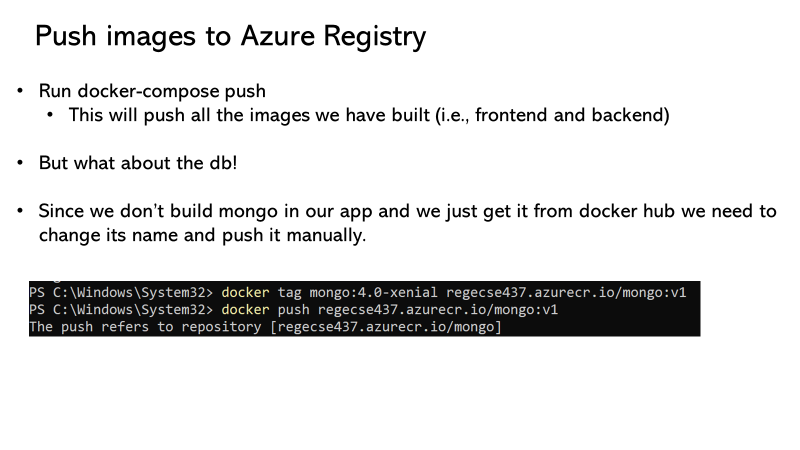 Push images to Azure Registry
• Run docker-compose push
• This will push all the images we have built (i.e., frontend and backend)
• But what about the db!
• Since we don't build mongo in our app and we just get it from docker hub we need to
change its name and push it manually.
PS C:\Windows\System32> docker tag mongo:4.0-xenial regecse437.azurecr.io/mongo:v1
PS C:\Windows\System32> docker push regecse437.azurecr.io/mongo:v1
The push refers to repository [regecse437.azurecr.io/mongo]